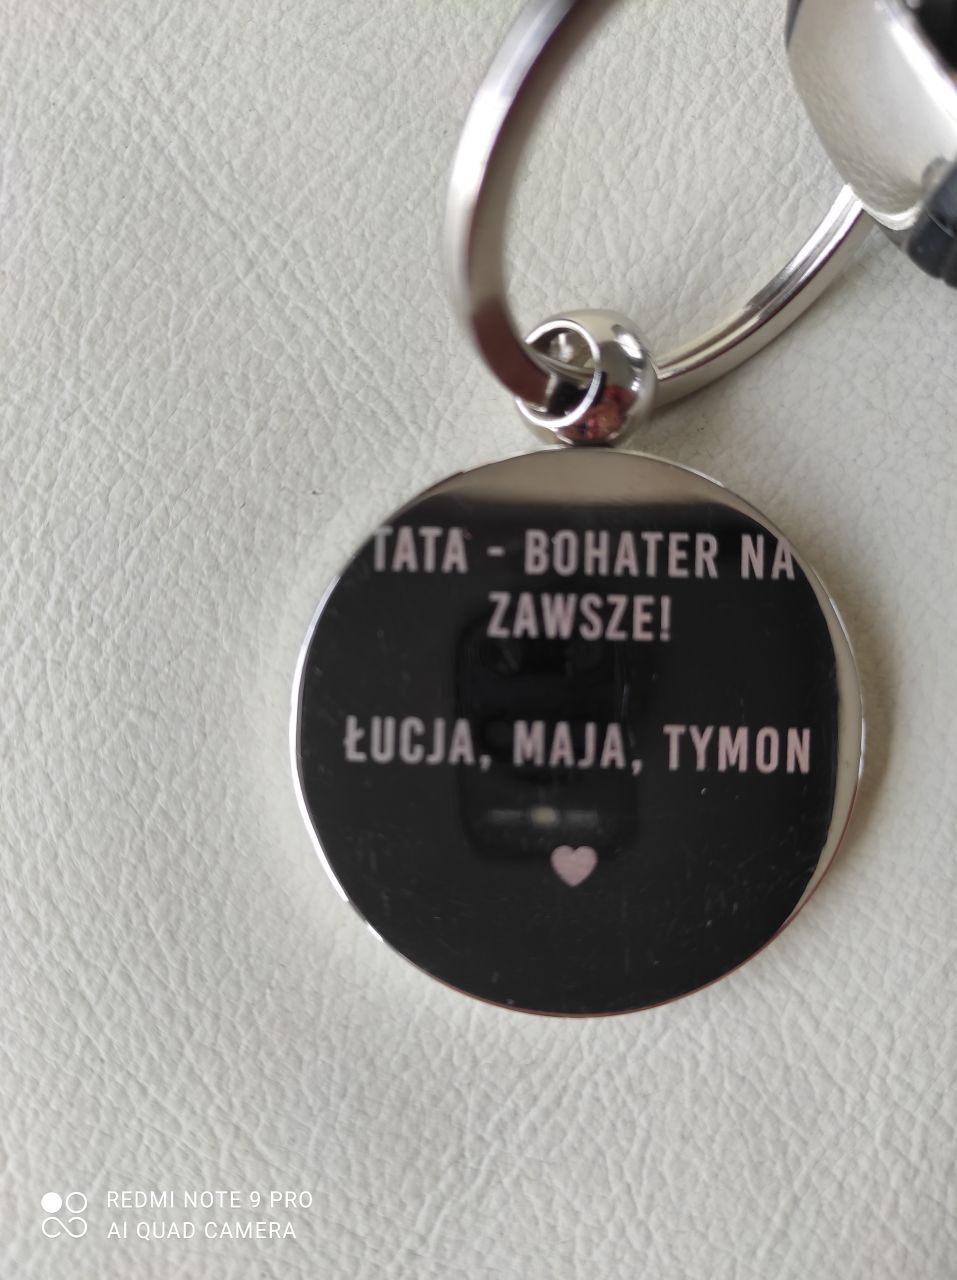 TATA - BOHATER NA
ZAWSZE!
ŁUCJA, MAJA, TYMON
REDMI NOTE 9 PRO
AI QUAD CAMERA